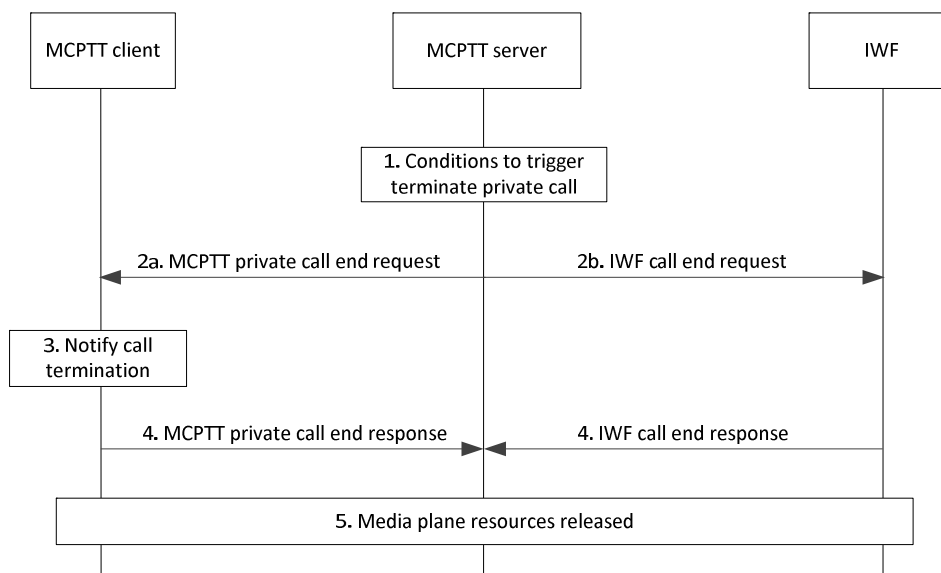 MCPTT client
MCPTT server
IWF
1. Conditions to trigger
terminate private call
2a. MCPTT private call end request
2b. IWF call end request
3. Notify call
termination
4. MCPTT private call end response
4. IWF call end response
5. Media plane resources released